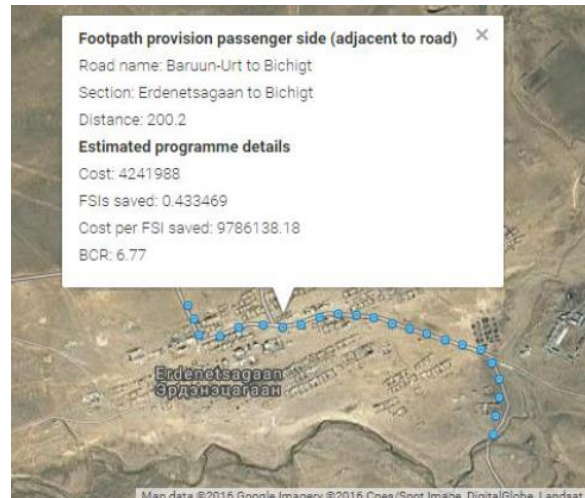 Footpath provision passenger side (adjacent to road) ×
Road name: Baruun-Urt to Bichigt
Section: Erdenetsagaan to Bichigt
Distance: 200.2
Estimated programme details
Cost: 4241988
FSIs saved: 0.433469
Cost per FSI saved: 9786138.18
BCR: 6.77
Erdenetsagaan
Эрдэнэцагаан
Map data ©2016 Google Imagery ©2016 Cnes/Spot Image, DigitalGlobe, Landsat